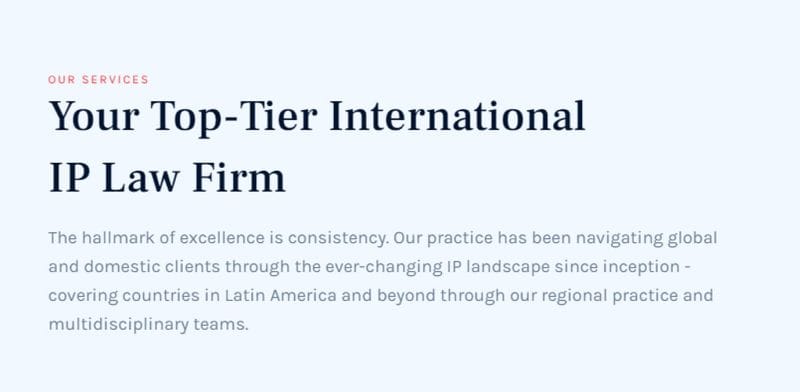 OUR SERVICES
Your Top-Tier International
IP Law Firm
The hallmark of excellence is consistency. Our practice has been navigating global
and domestic clients through the ever-changing IP landscape since inception -
covering countries in Latin America and beyond through our regional practice and
multidisciplinary teams.